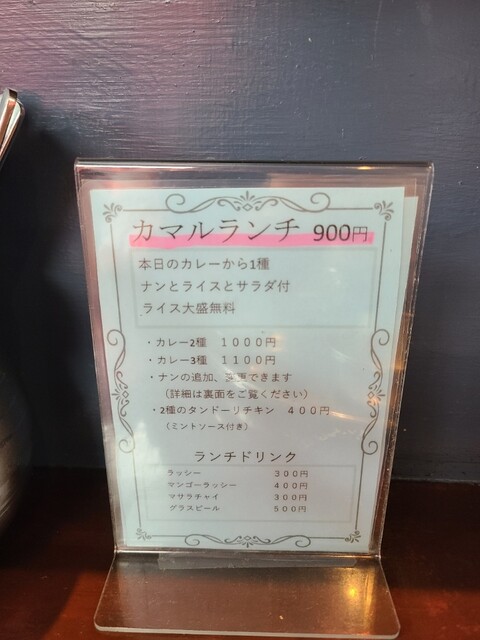 カマルランチ 900円
本日のカレーから1種
ナンとライスとサラダ付
ライス大盛無料
・カレー2種 1000円
・カレー3種 1100円
・ナンの追加、変更できます
（詳細は裏面をご覧ください）
・2種のタンドーリチキン 400円
（ミントソース付き）
ランチドリンク
ラッシー 300円
マンゴーラッシー 400円
マサラチャイ 300円
グラスビール 500円